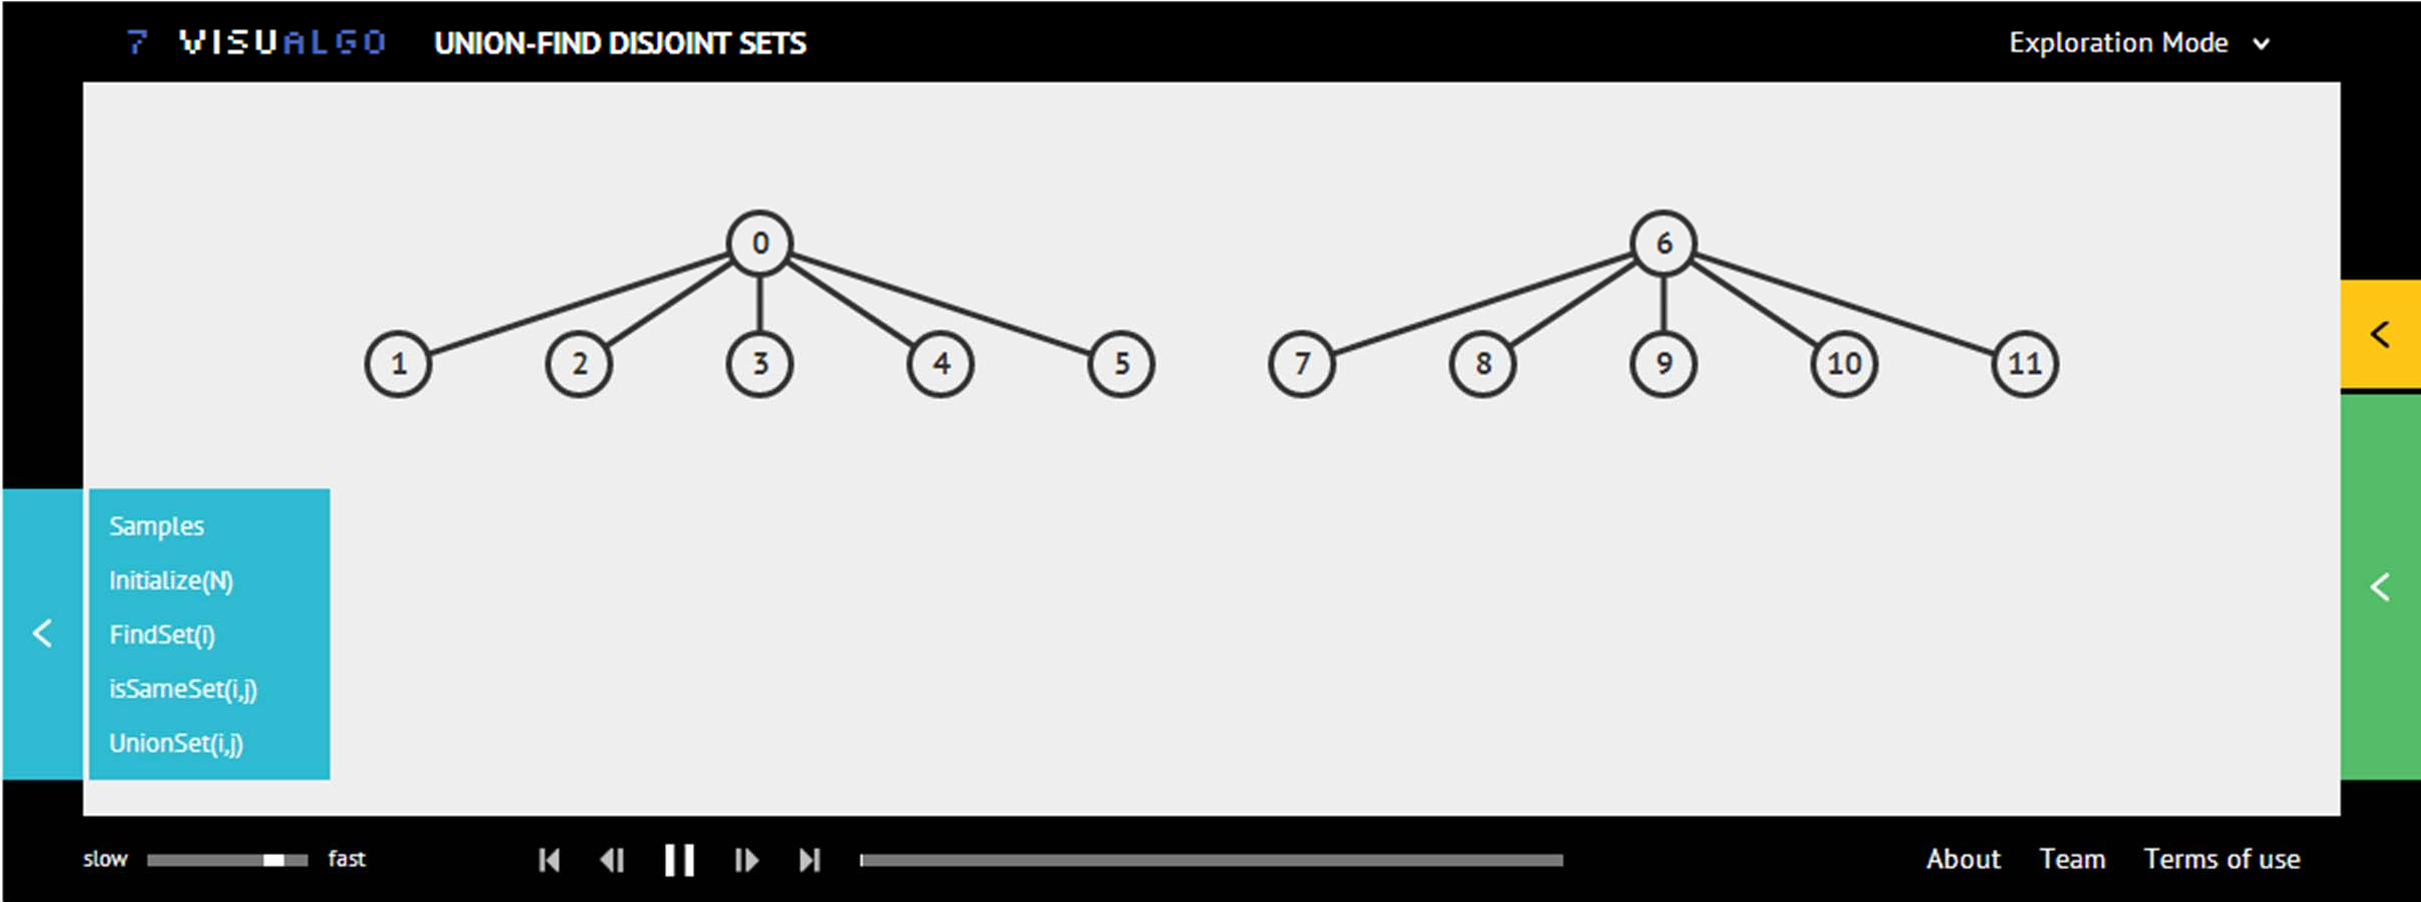 7 VISUALGO UNION-FIND DISJOINT SETS Exploration Mode
0 6
1 2 3 4 5 7 8 9 10 11
Samples
Initialize(N)
FindSet(i)
isSameSet(i,j)
UnionSet(i,j)
slow fast About Team Terms of use